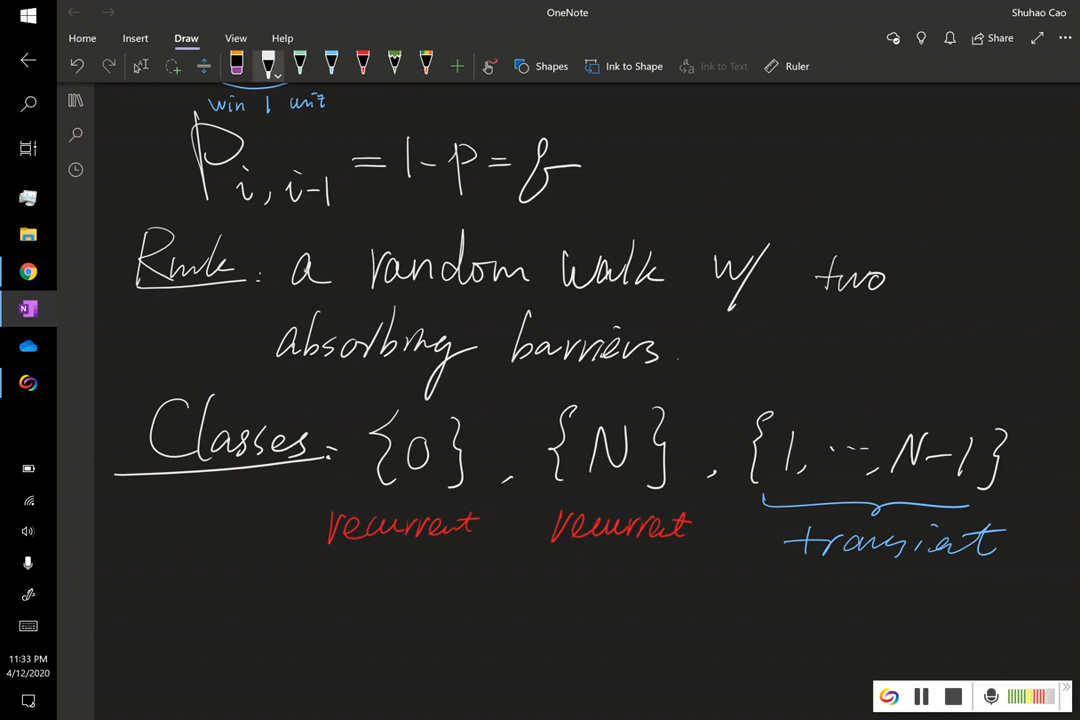 OneNote
Shuhao Cao
Home Insert Draw View Help
Shapes Ink to Shape Ink to Text Ruler Share
win 1 unit
P i, i-1 = 1 - p = q
Rmk: a random walk w/ two
absorbing barriers.
Classes: {0}, {N}, {1, ..., N-1}
recurrent recurrent transient
11:33 PM
4/12/2020